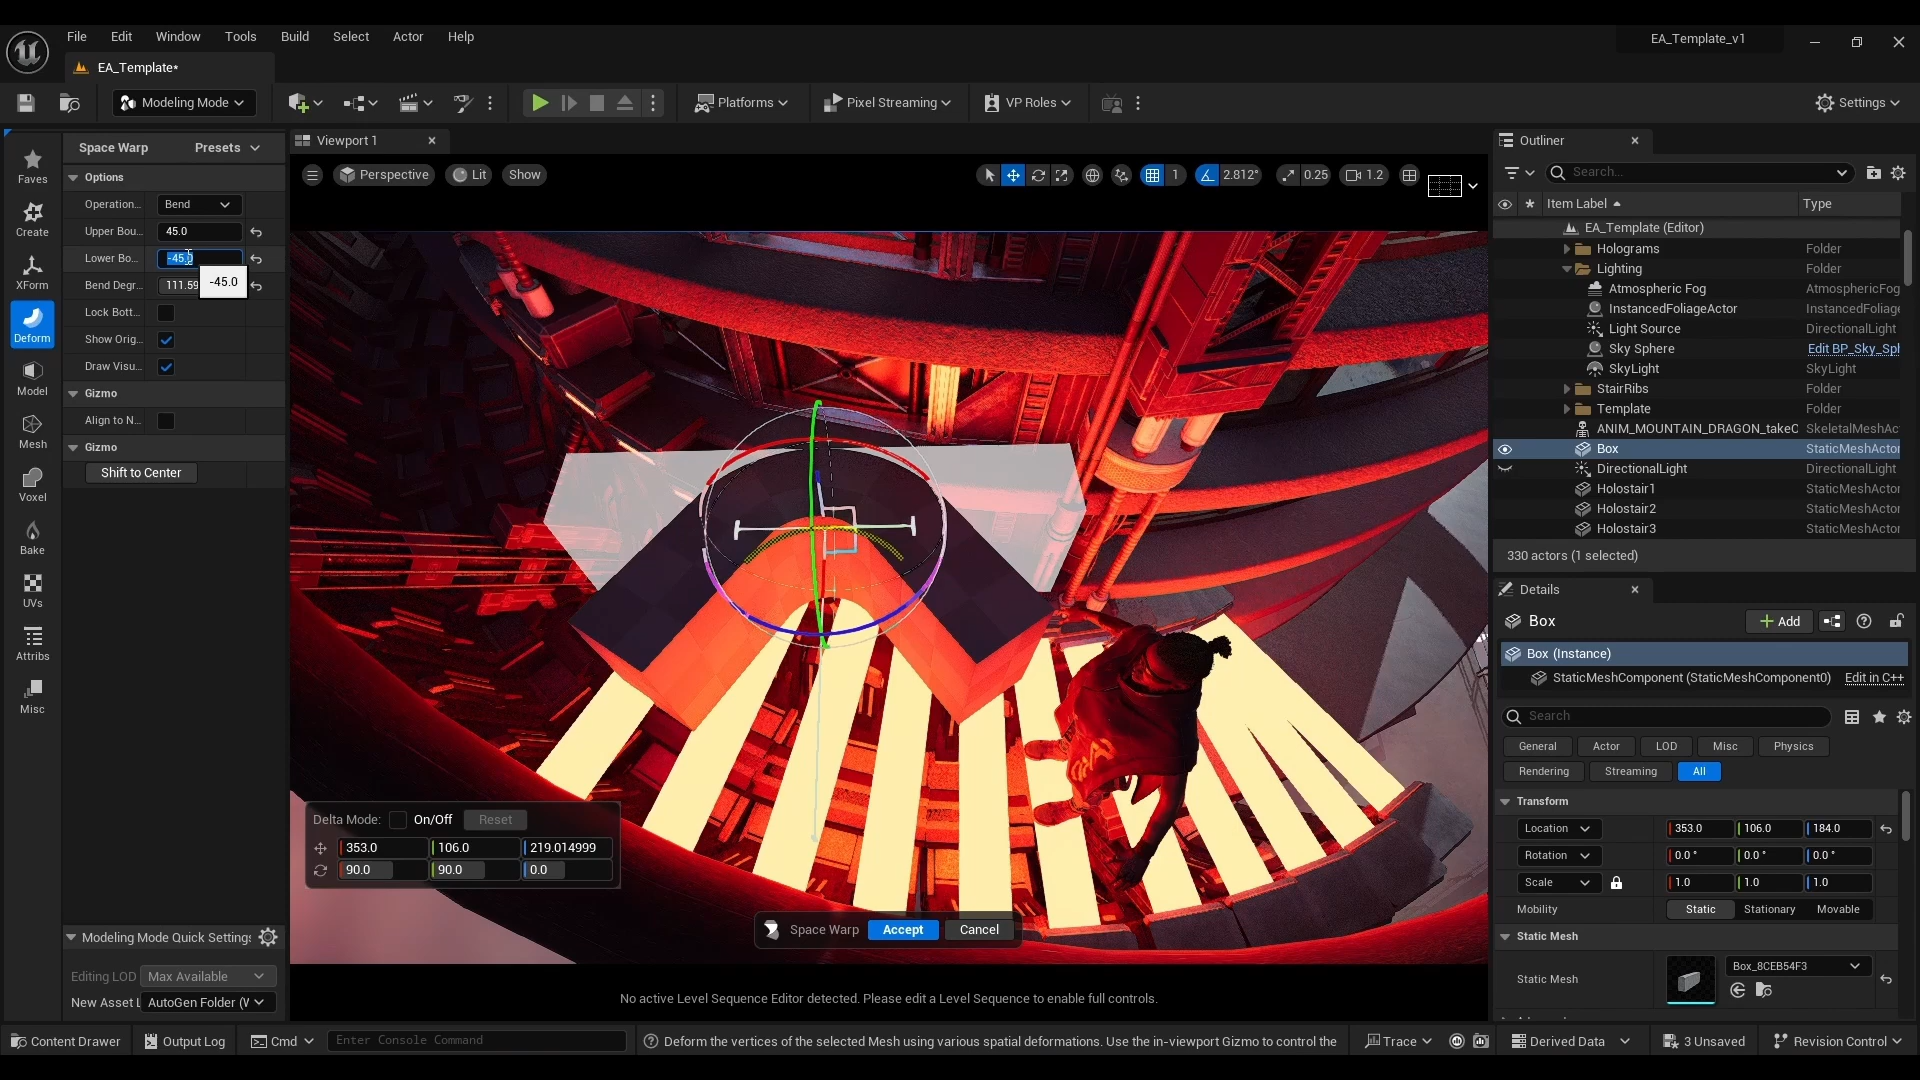 File Edit Window Tools Build Select Actor Help
EA_Template_v1
EA_Template*
Modeling Mode
Platforms
Pixel Streaming
VP Roles
Settings
Space Warp Presets
Viewport 1
Outliner
Faves
Create
XForm
Deform
Model
Mesh
Voxel
Bake
UVs
Attribs
Misc
Options
Operation... Bend
Upper Bou... 45.0
Lower Bo... -45.0
-45.0
Bend Degr... 111.59
Lock Bott...
Show Orig...
Draw Visu...
Gizmo
Align to N...
Gizmo
Shift to Center
Modeling Mode Quick Settings
Editing LOD Max Available
New Asset L AutoGen Folder (W
Perspective Lit Show
1 2.812° 0.25 1.2
Delta Mode: On/Off Reset
353.0 106.0 219.014999
90.0 90.0 0.0
Space Warp Accept Cancel
No active Level Sequence Editor detected. Please edit a Level Sequence to enable full controls.
Search...
Item Label Type
EA_Template (Editor)
Holograms Folder
Lighting Folder
Atmospheric Fog AtmosphericFog
InstancedFoliageActor InstancedFoliage
Light Source DirectionalLight
Sky Sphere Edit BP_Sky_Sph
SkyLight SkyLight
StairRibs Folder
Template Folder
ANIM_MOUNTAIN_DRAGON_takeC SkeletalMeshAc
Box StaticMeshActor
DirectionalLight DirectionalLight
Holostair1 StaticMeshActor
Holostair2 StaticMeshActor
Holostair3 StaticMeshActor
330 actors (1 selected)
Details
Box Add
Box (Instance)
StaticMeshComponent (StaticMeshComponent0) Edit in C++
Search
General Actor LOD Misc Physics
Rendering Streaming All
Transform
Location 353.0 106.0 184.0
Rotation 0.0 ° 0.0 ° 0.0 °
Scale 1.0 1.0 1.0
Mobility Static Stationary Movable
Static Mesh
Static Mesh Box_8CEB54F3
Content Drawer Output Log Cmd Enter Console Command Deform the vertices of the selected Mesh using various spatial deformations. Use the in-viewport Gizmo to control the Trace Derived Data 3 Unsaved Revision Control